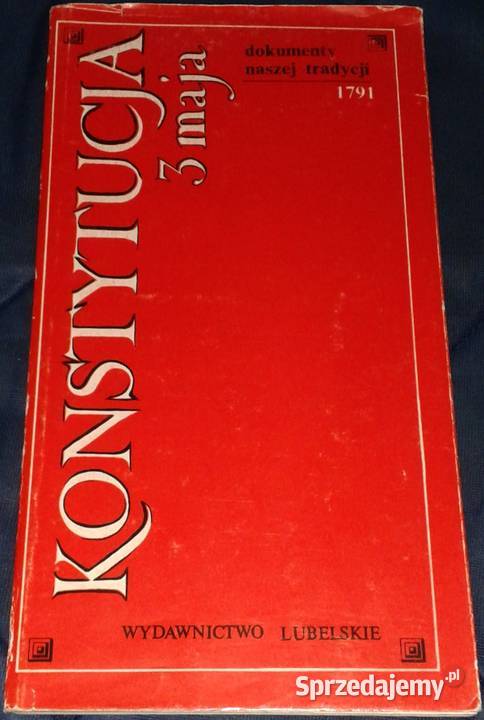 KONSTYTUCJA
3 maja
dokumenty
naszej tradycji
1791
WYDAWNICTWO LUBELSKIE
Sprzedajemy.pl